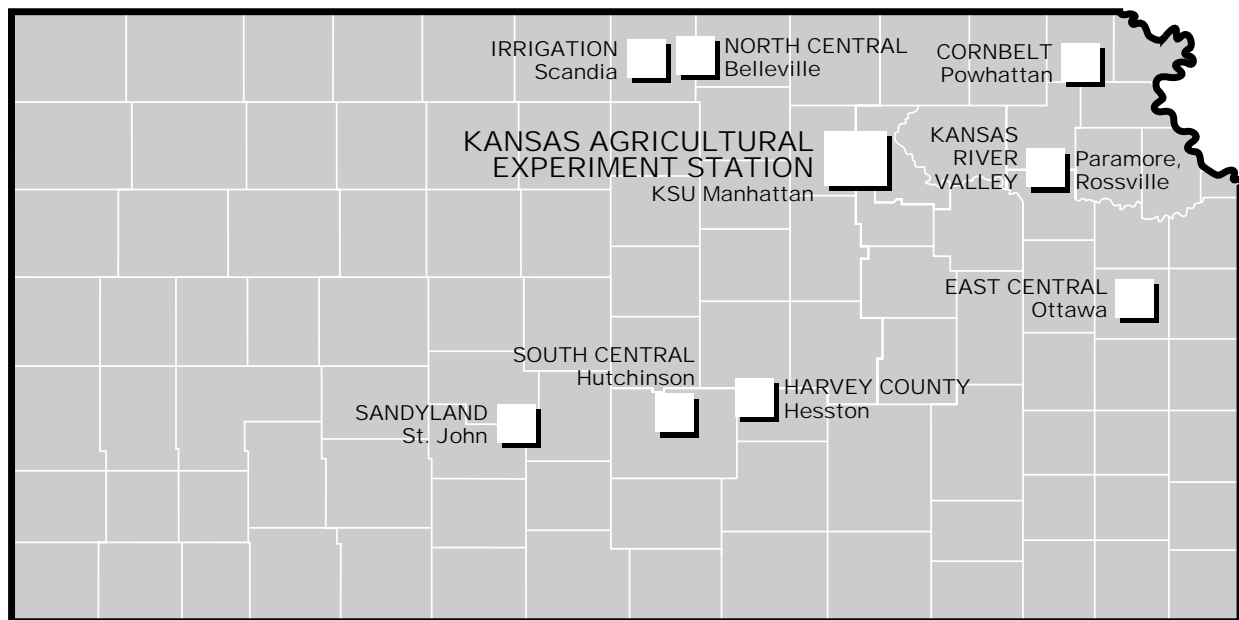 IRRIGATION
Scandia
NORTH CENTRAL
Belleville
CORNBELT
Powhattan
KANSAS AGRICULTURAL
EXPERIMENT STATION
KSU Manhattan
KANSAS
RIVER
VALLEY
Paramore,
Rossville
EAST CENTRAL
Ottawa
SOUTH CENTRAL
Hutchinson
HARVEY COUNTY
Hesston
SANDYLAND
St. John